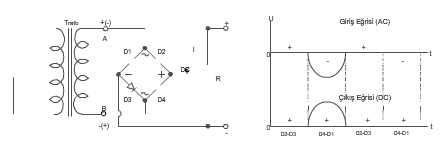 Trafo
+(-)
A
D1
D2
D3
D4
B
-(+)
I
R
+
-
U
Giriş Eğrisi (AC)
+
-
+
-
0
t
Çıkış Eğrisi (DC)
+
+
+
+
0
t
D2-D3
D4-D1
D2-D3
D4-D1